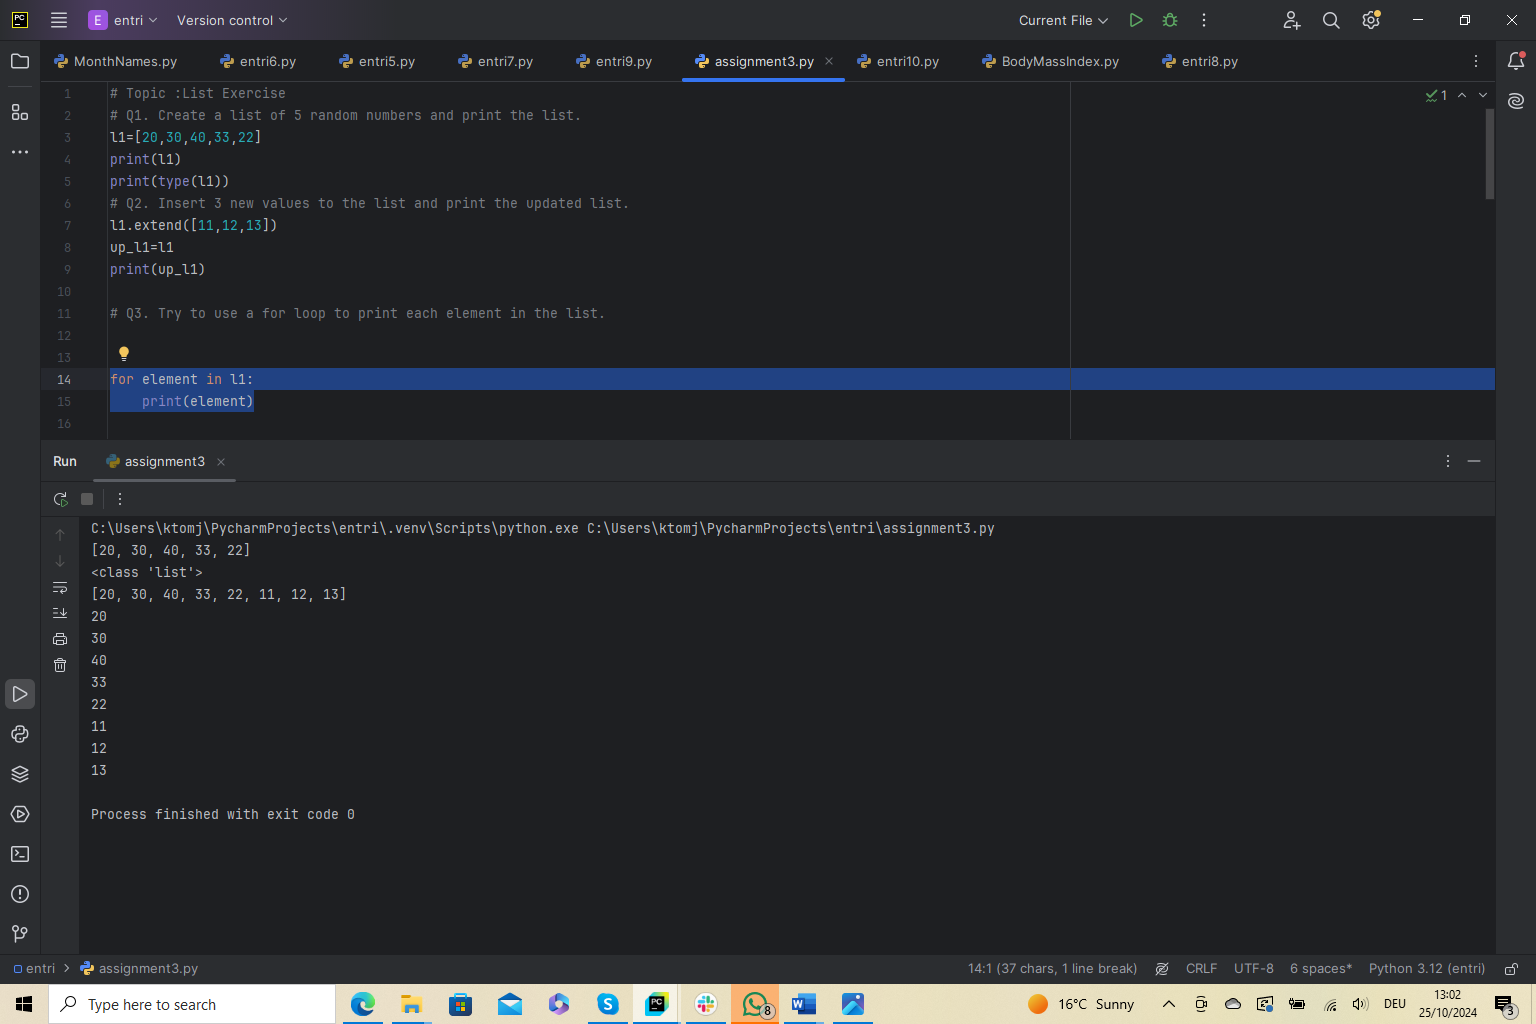 PC E entri Version control Current File
MonthNames.py entri6.py entri5.py entri7.py entri9.py assignment3.py entri10.py BodyMassIndex.py entri8.py
1 # Topic :List Exercise 1
2 # Q1. Create a list of 5 random numbers and print the list.
3 l1=[20,30,40,33,22]
4 print(l1)
5 print(type(l1))
6 # Q2. Insert 3 new values to the list and print the updated list.
7 l1.extend([11,12,13])
8 up_l1=l1
9 print(up_l1)
10
11 # Q3. Try to use a for loop to print each element in the list.
12
13
14 for element in l1:
15 print(element)
16
Run assignment3
C:\Users\ktomj\PycharmProjects\entri\.venv\Scripts\python.exe C:\Users\ktomj\PycharmProjects\entri\assignment3.py
[20, 30, 40, 33, 22]
<class 'list'>
[20, 30, 40, 33, 22, 11, 12, 13]
20
30
40
33
22
11
12
13
Process finished with exit code 0
entri > assignment3.py 14:1 (37 chars, 1 line break) CRLF UTF-8 6 spaces* Python 3.12 (entri)
Type here to search S PC 8 W 16°C Sunny DEU 13:02
25/10/2024 3